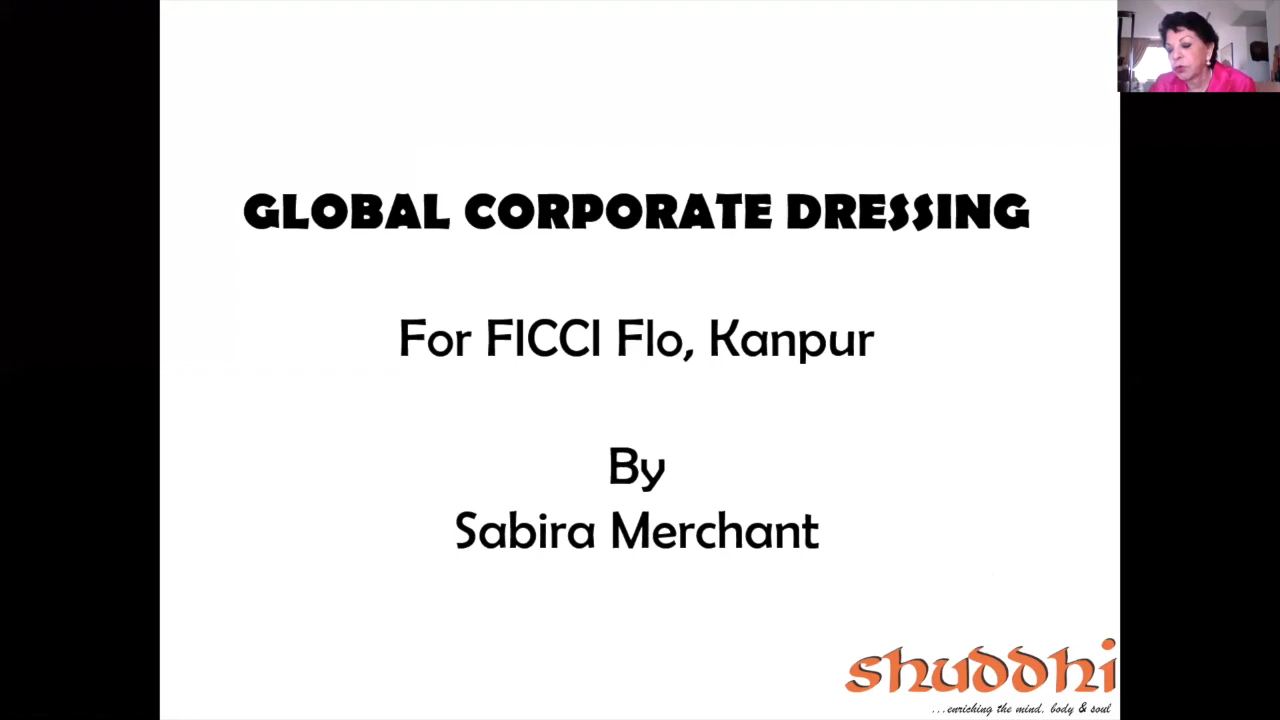 GLOBAL CORPORATE DRESSING
For FICCI Flo, Kanpur
By
Sabira Merchant
shuddhi
...enriching the mind, body & soul